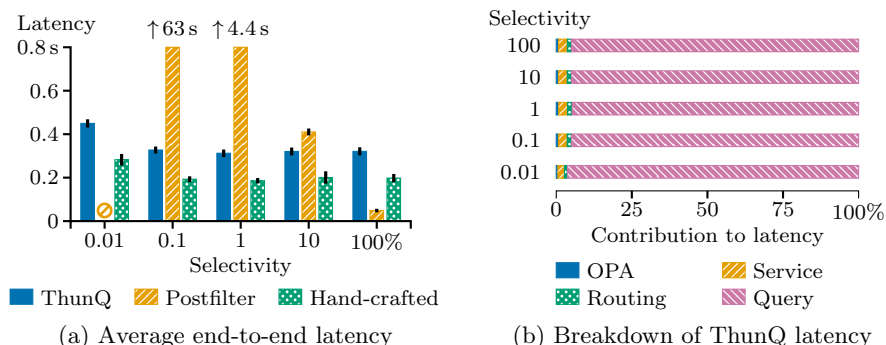 Latency
↑63 s ↑4.4 s
0.8 s
0.6
0.4
0.2
0
0.01 0.1 1 10 100%
Selectivity
ThunQ Postfilter Hand-crafted
(a) Average end-to-end latency
Selectivity
100
10
1
0.1
0.01
0 25 50 75 100%
Contribution to latency
OPA Service
Routing Query
(b) Breakdown of ThunQ latency